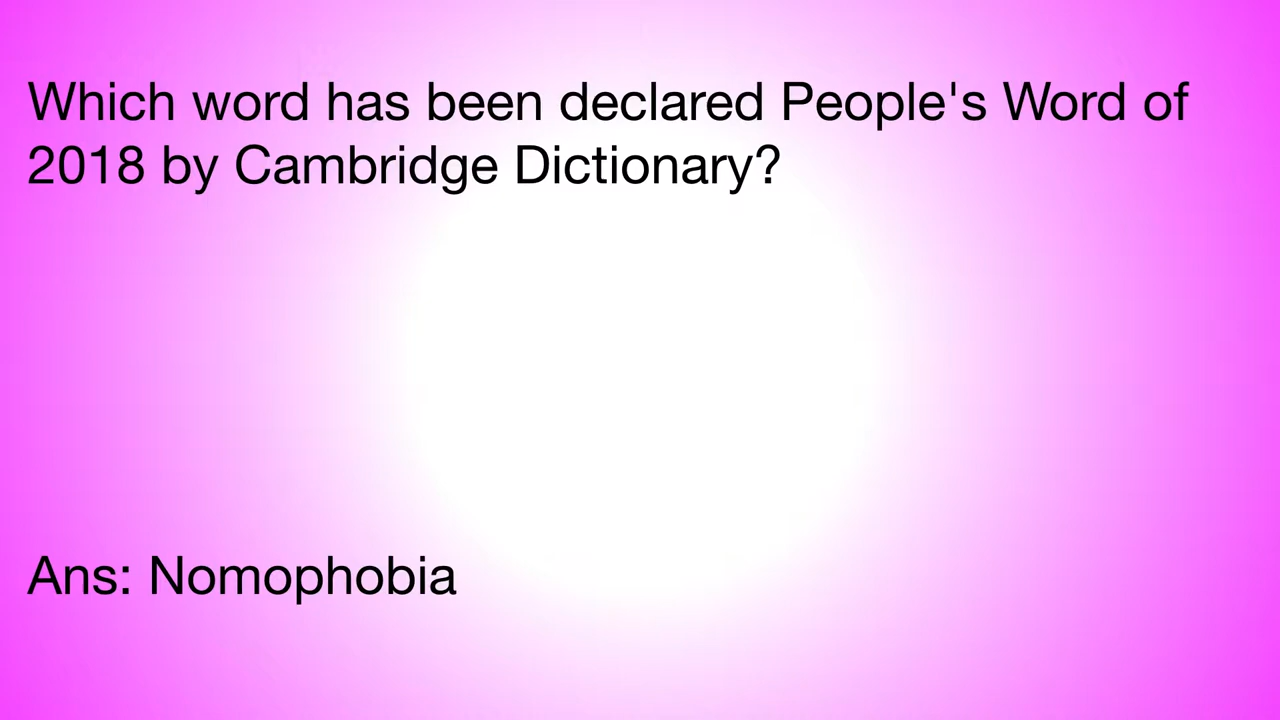 Which word has been declared People's Word of
2018 by Cambridge Dictionary?
Ans: Nomophobia